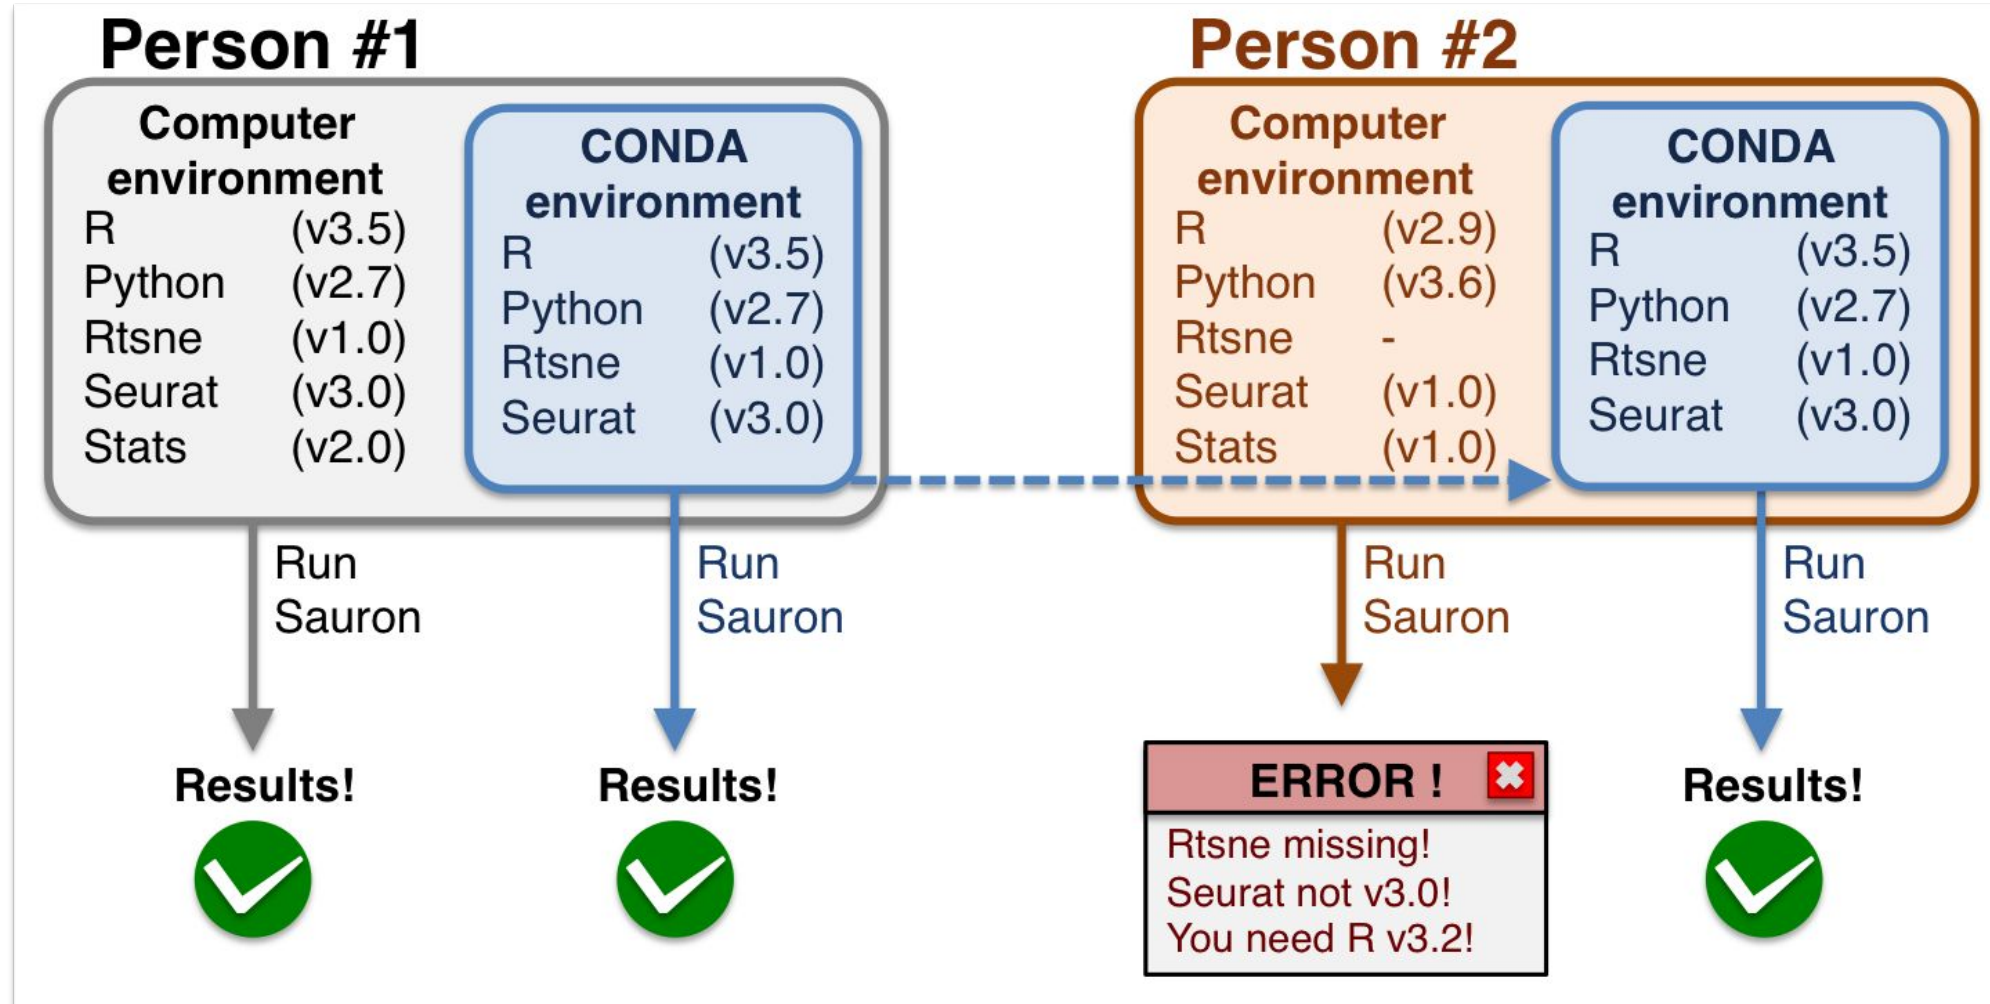 Person #1
Computer
environment
R (v3.5)
Python (v2.7)
Rtsne (v1.0)
Seurat (v3.0)
Stats (v2.0)
CONDA
environment
R (v3.5)
Python (v2.7)
Rtsne (v1.0)
Seurat (v3.0)
Run
Sauron
Results!
Run
Sauron
Results!
Person #2
Computer
environment
R (v2.9)
Python (v3.6)
Rtsne -
Seurat (v1.0)
Stats (v1.0)
CONDA
environment
R (v3.5)
Python (v2.7)
Rtsne (v1.0)
Seurat (v3.0)
Run
Sauron
ERROR !
Rtsne missing!
Seurat not v3.0!
You need R v3.2!
Run
Sauron
Results!